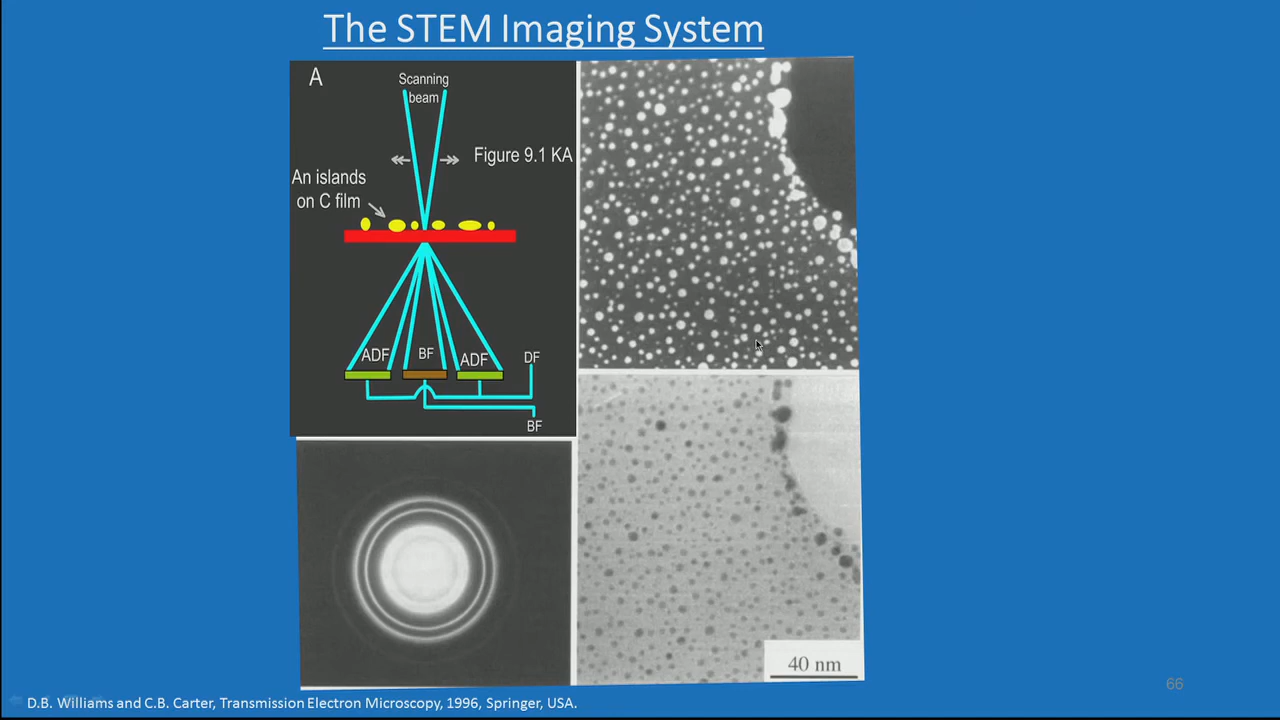 The STEM Imaging System
A
Scanning
beam
Figure 9.1 KA
An islands
on C film
ADF
BF
ADF
DF
BF
40 nm
66
D.B. Williams and C.B. Carter, Transmission Electron Microscopy, 1996, Springer, USA.